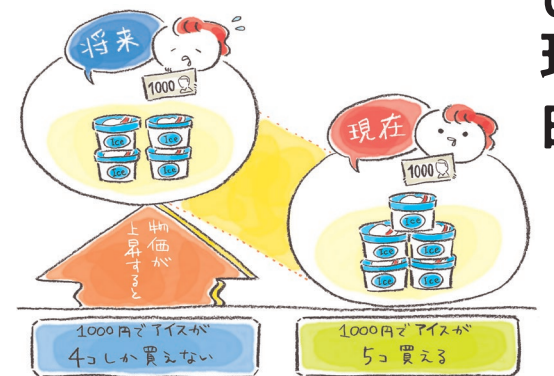 将来
1000
Ice Ice
Ice Ice
現在
1000
Ice
Ice Ice
Ice Ice
物価が
上昇すると
1000円でアイスが
4コしか買えない
1000円でアイスが
5コ買える